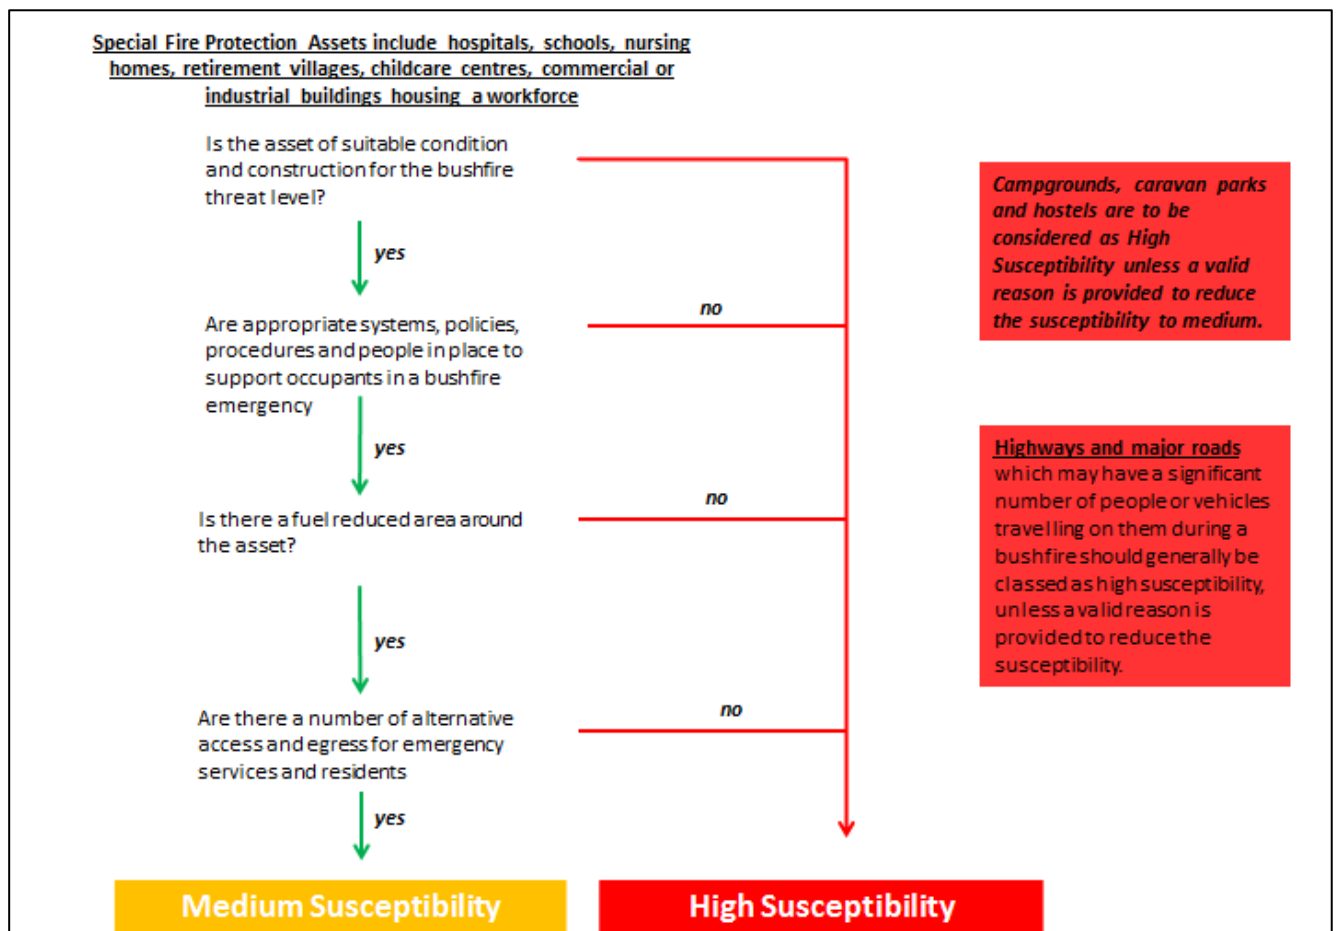 Special Fire Protection Assets include hospitals, schools, nursing
homes, retirement villages, childcare centres, commercial or
industrial buildings housing a workforce
Is the asset of suitable condition
and construction for the bushfire
threat level?
yes
Are appropriate systems, policies,
procedures and people in place to
support occupants in a bushfire
emergency
no
yes
Is there a fuel reduced area around
the asset?
no
yes
Are there a number of alternative
access and egress for emergency
services and residents
no
yes
Medium Susceptibility
High Susceptibility
Campgrounds, caravan parks
and hostels are to be
considered as High
Susceptibility unless a valid
reason is provided to reduce
the susceptibility to medium.
Highways and major roads
which may have a significant
number of people or vehicles
travelling on them during a
bushfire should generally be
classed as high susceptibility,
unless a valid reason is
provided to reduce the
susceptibility.